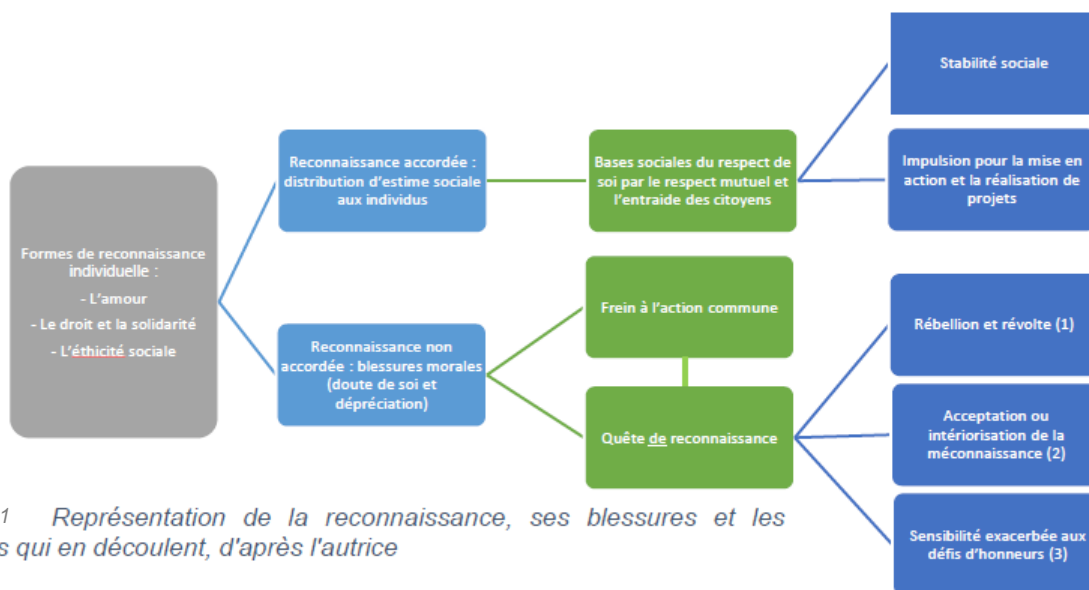 Formes de reconnaissance
individuelle :
- L'amour
- Le droit et la solidarité
- L'éthicité sociale
Reconnaissance accordée :
distribution d'estime sociale
aux individus
Reconnaissance non
accordée : blessures morales
(doute de soi et
dépréciation)
Bases sociales du respect de
soi par le respect mutuel et
l'entraide des citoyens
Frein à l'action commune
Quête de reconnaissance
Stabilité sociale
Impulsion pour la mise en
action et la réalisation de
projets
Rébellion et révolte (1)
Acceptation ou
intériorisation de la
méconnaissance (2)
Sensibilité exacerbée aux
défis d'honneurs (3)
1 Représentation de la reconnaissance, ses blessures et les
s qui en découlent, d'après l'autrice